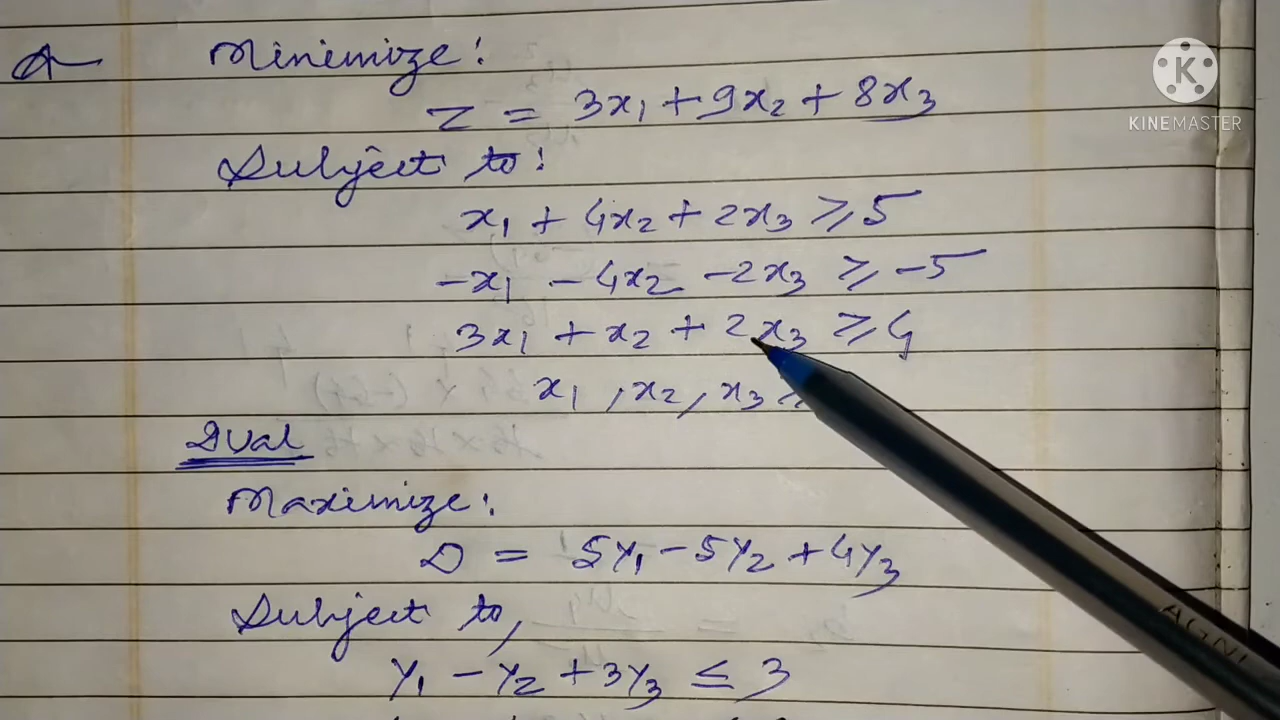 Minimize:
Z = 3x₁ + 9x₂ + 8x₃
KINEMASTER
Subject to:
x₁ + 4x₂ + 2x₃ ≥ 5
-x₁ - 4x₂ - 2x₃ ≥ -5
3x₁ + x₂ + 2x₃ ≥ 4
x₁, x₂, x₃ ≥
Dual
Maximize:
D = 5y₁ - 5y₂ + 4y₃
Subject to,
y₁ - y₂ + 3y₃ ≤ 3
AGNI